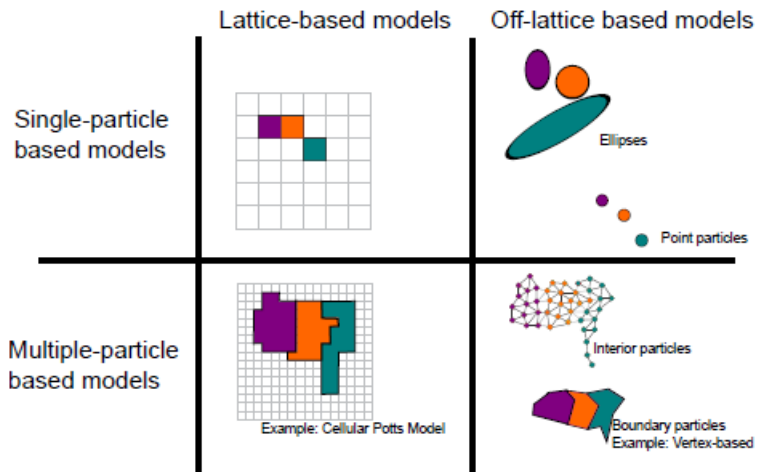 Lattice-based models
Off-lattice based models
Single-particle
based models
Ellipses
Point particles
Multiple-particle
based models
Example: Cellular Potts Model
Interior particles
Boundary particles
Example: Vertex-based